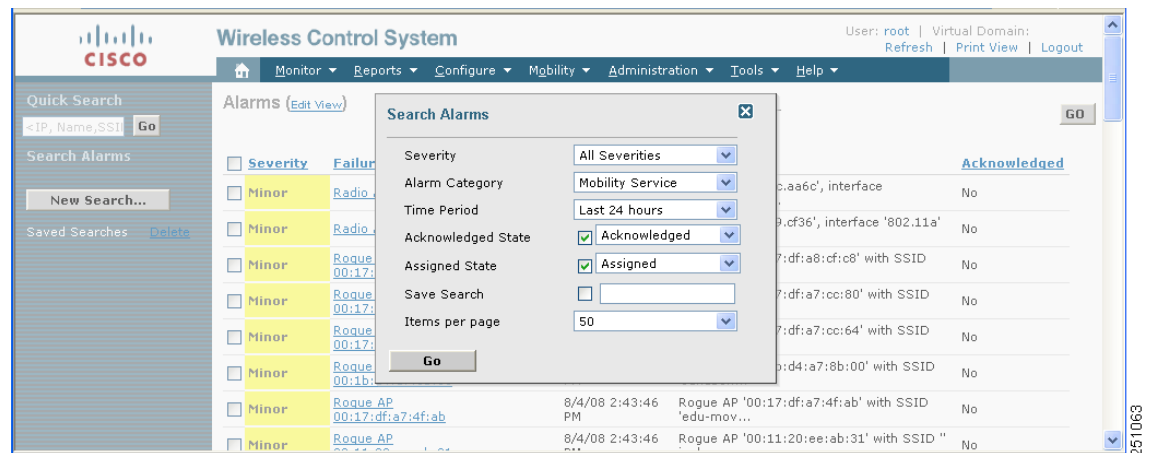 CISCO
Wireless Control System
User: root | Virtual Domain:
Refresh | Print View | Logout
Monitor Reports Configure Mobility Administration Tools Help
Quick Search
<IP, Name,SSI
Go
Search Alarms
New Search...
Saved Searches Delete
Alarms (Edit View)
GO
Severity Failur Acknowledged
Minor Radio c.aa6c', interface No
Minor Radio 9.cf36', interface '802.11a' No
Minor Rogue 7:df:a8:cf:c8' with SSID No
00:17:
Minor Rogue 7:df:a7:cc:80' with SSID No
00:17:
Minor Rogue 7:df:a7:cc:64' with SSID No
00:17:
Minor Rogue b:d4:a7:8b:00' with SSID No
00:1b:
Minor Rogue AP 8/4/08 2:43:46 Rogue AP '00:17:df:a7:4f:ab' with SSID No
00:17:df:a7:4f:ab PM 'edu-mov...
Minor Rogue AP 8/4/08 2:43:46 Rogue AP '00:11:20:ee:ab:31' with SSID '' No
Search Alarms
Severity All Severities
Alarm Category Mobility Service
Time Period Last 24 hours
Acknowledged State Acknowledged
Assigned State Assigned
Save Search
Items per page 50
Go
251063